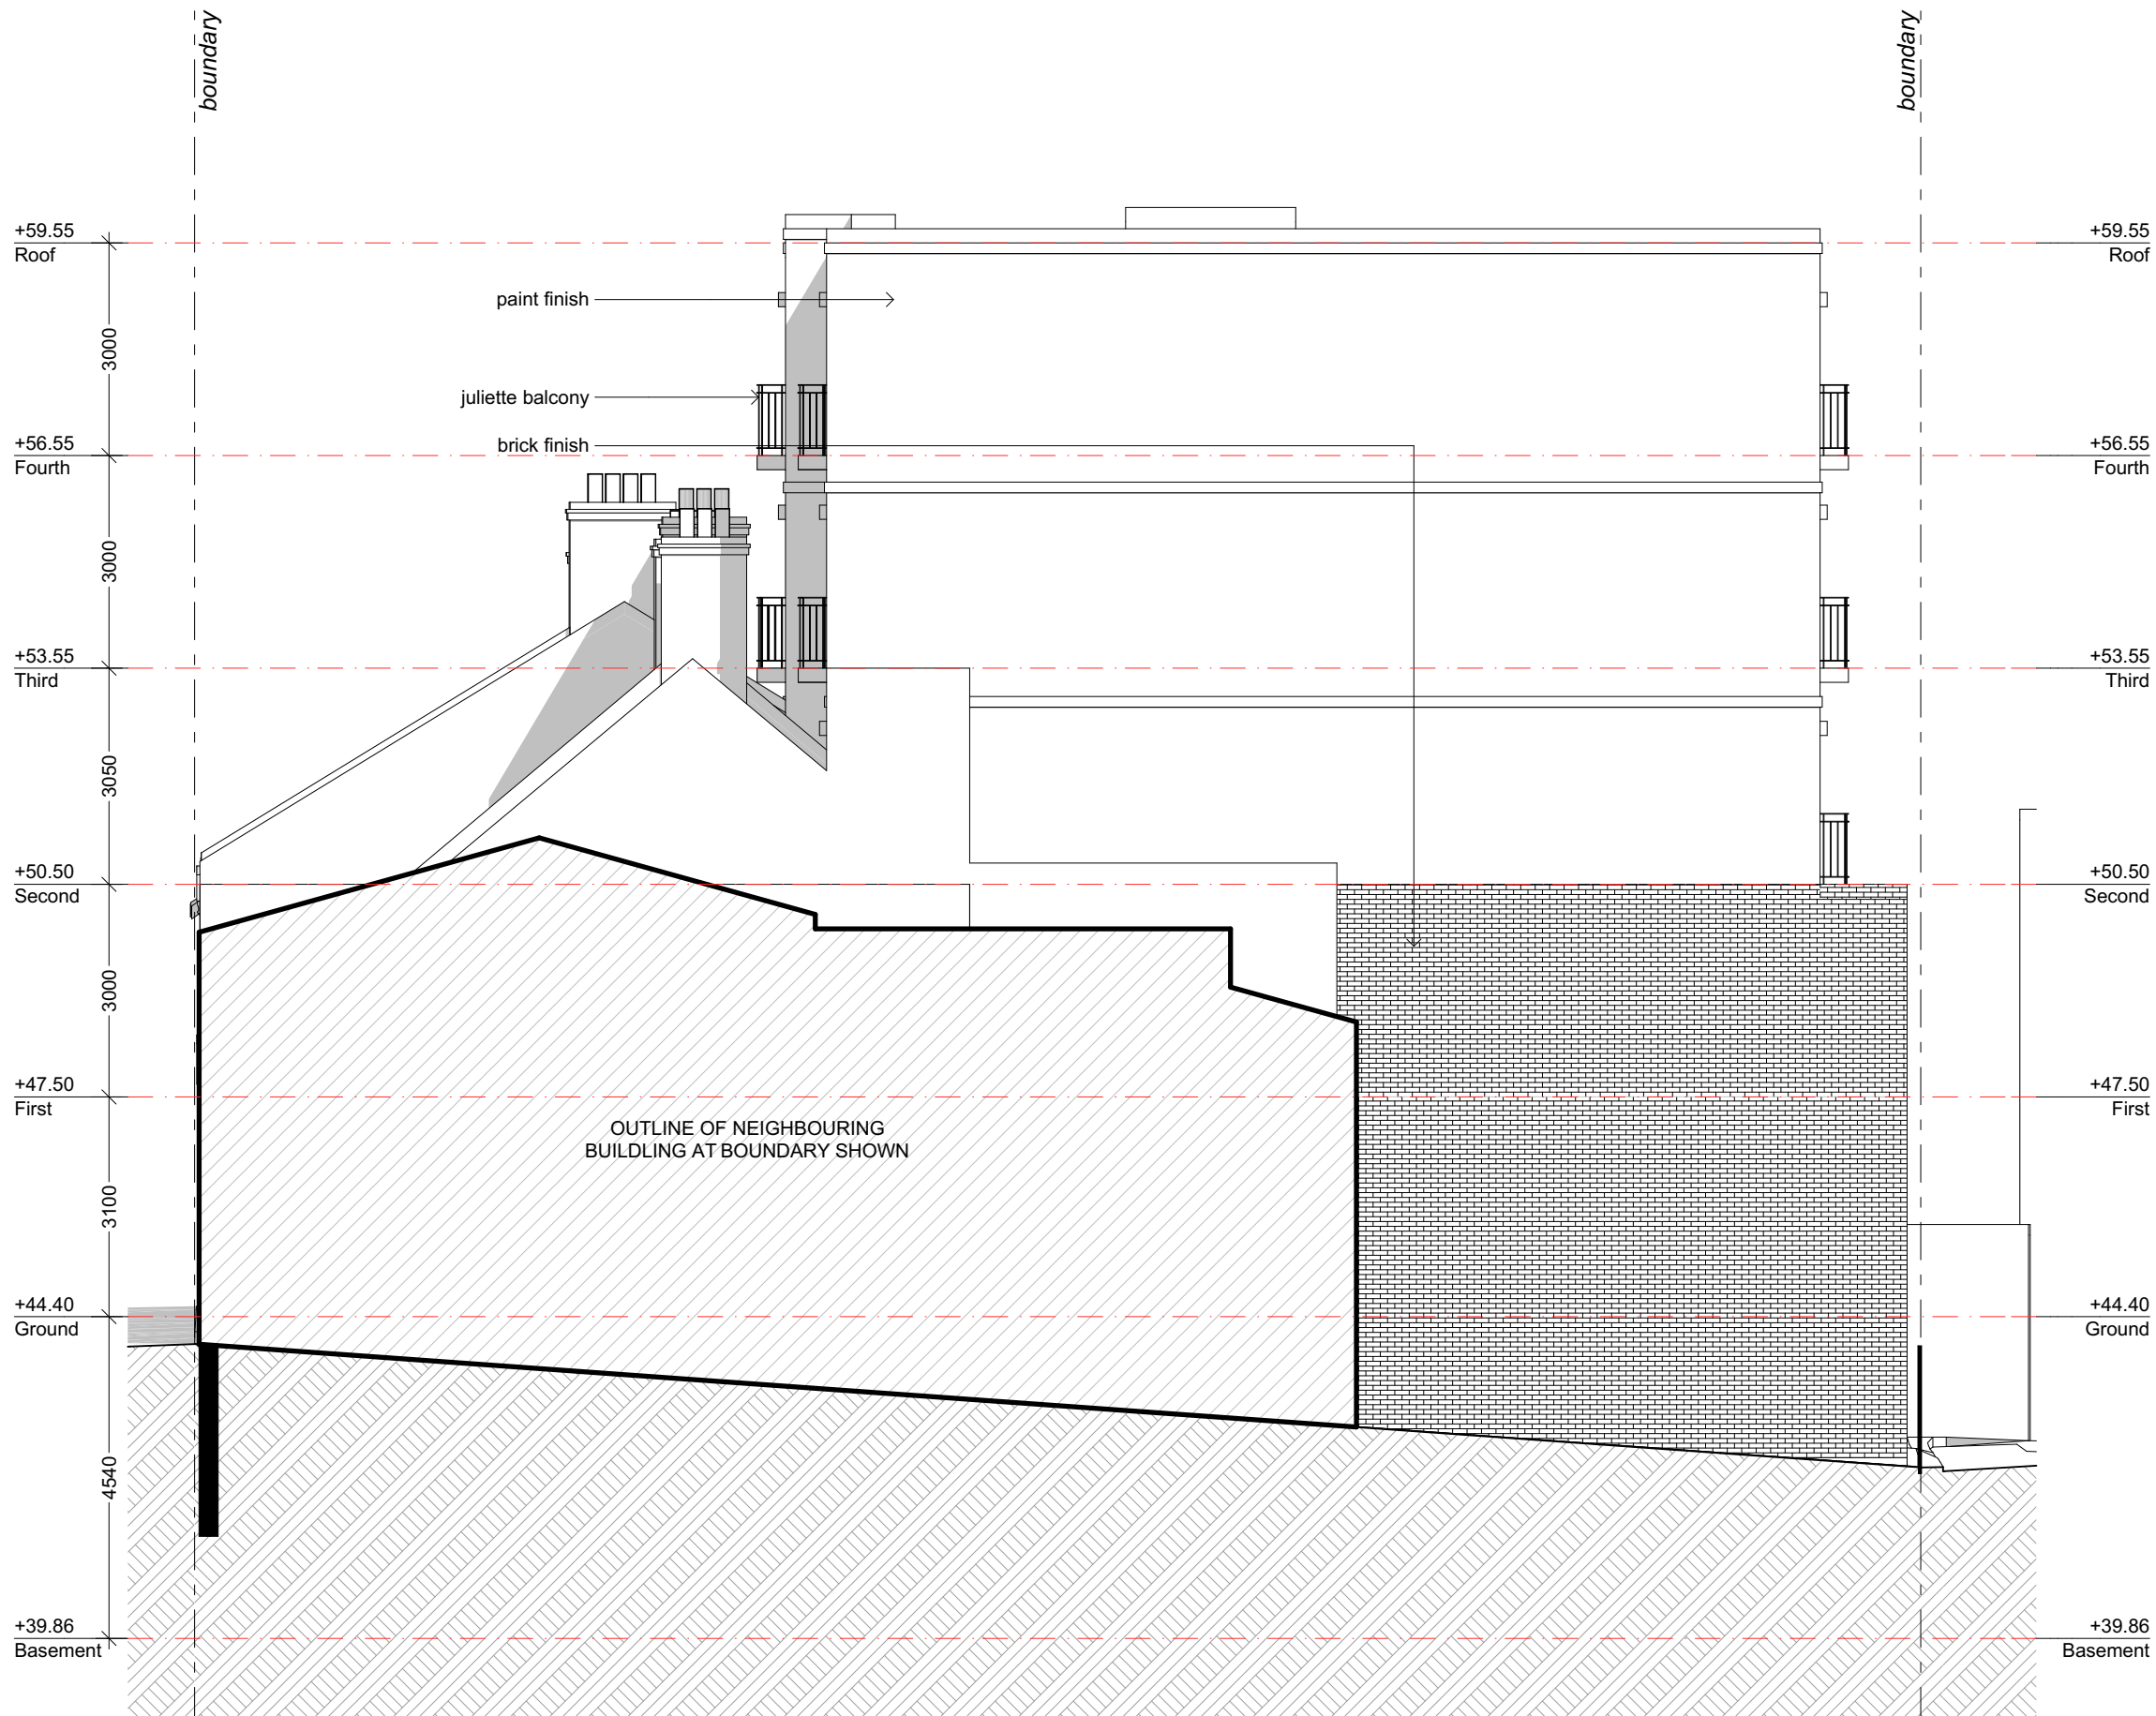 boundary
boundary
+59.55
Roof
+59.55
Roof
paint finish
3000
juliette balcony
brick finish
+56.55
Fourth
+56.55
Fourth
3000
+53.55
Third
+53.55
Third
3050
+50.50
Second
+50.50
Second
3000
+47.50
First
+47.50
First
OUTLINE OF NEIGHBOURING
BUILDLING AT BOUNDARY SHOWN
3100
+44.40
Ground
+44.40
Ground
4540
+39.86
Basement
+39.86
Basement